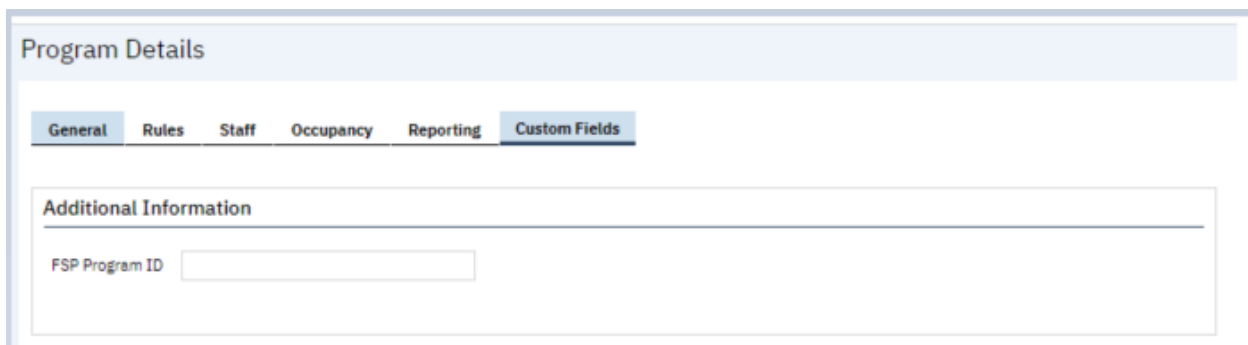 Program Details
General Rules Staff Occupancy Reporting Custom Fields
Additional Information
FSP Program ID